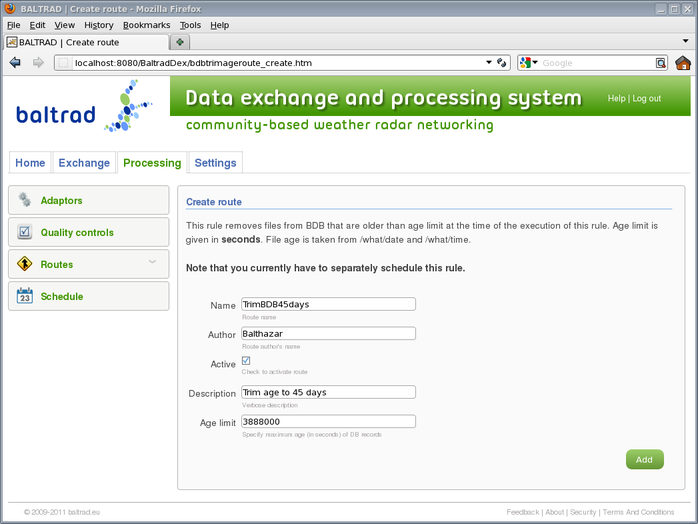 BALTRAD | Create route - Mozilla Firefox
File Edit View History Bookmarks Tools Help
BALTRAD | Create route
localhost:8080/BaltradDex/bdbtrimageroute_create.htm
Google
baltrad
Data exchange and processing system
Help | Log out
community-based weather radar networking
Home Exchange Processing Settings
Adaptors
Quality controls
Routes
23 Schedule
Create route
This rule removes files from BDB that are older than age limit at the time of the execution of this rule. Age limit is
given in seconds. File age is taken from /what/date and /what/time.
Note that you currently have to separately schedule this rule.
Name TrimBDB45days
Route name
Author Balthazar
Route author's name
Active
Check to activate route
Description Trim age to 45 days
Verbose description
Age limit 3888000
Specify maximum age (in seconds) of DB records
Add
© 2009-2011 baltrad.eu
Feedback | About | Security | Terms And Conditions